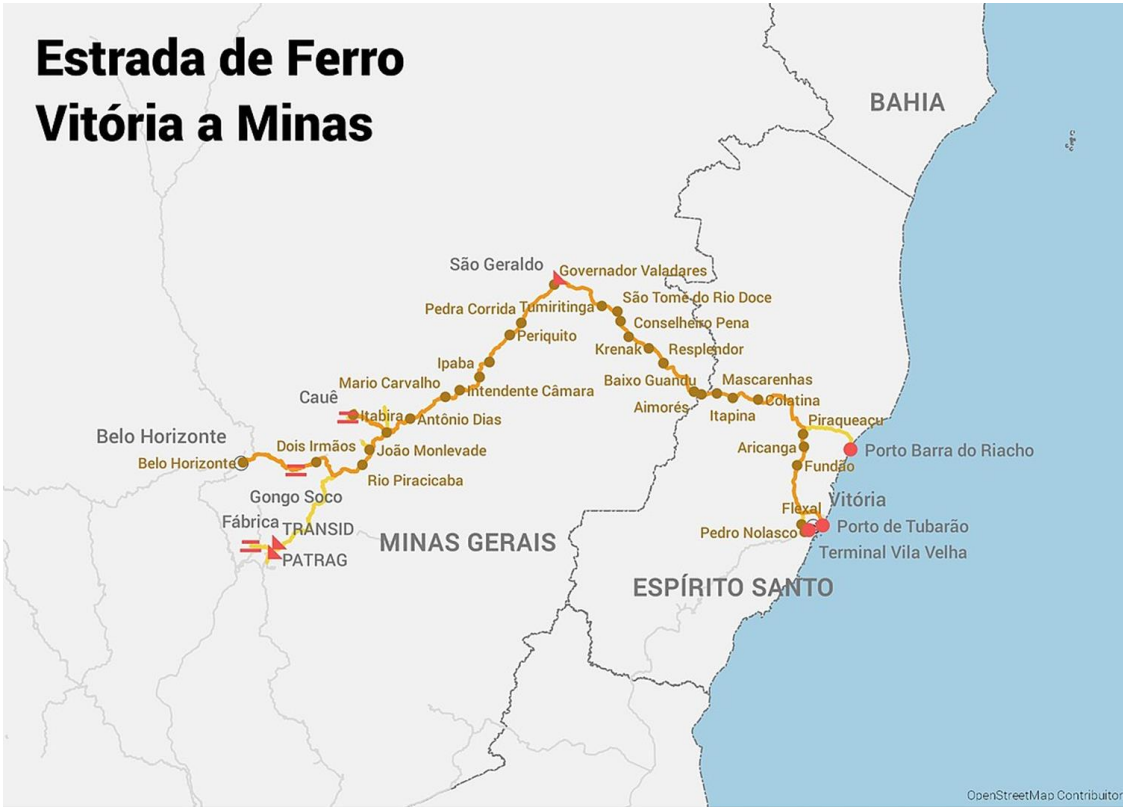 Estrada de Ferro
Vitória a Minas
BAHIA
São Geraldo
Governador Valadares
Pedra Corrida
Tumiritinga
São Tomé do Rio Doce
Periquito
Conselheiro Pena
Krenak
Resplendor
Ipaba
Mario Carvalho
Intendente Câmara
Baixo Guandu
Mascarenhas
Cauê
Aimorés
Colatina
Itabira
Antônio Dias
Itapina
Piraqueaçu
Belo Horizonte
Dois Irmãos
João Monlevade
Aricanga
Porto Barra do Riacho
Belo Horizonte
Rio Piracicaba
Fundão
Gongo Soco
Vitória
Flexal
Fábrica
TRANSID
Pedro Nolasco
Porto de Tubarão
MINAS GERAIS
Terminal Vila Velha
PATRAG
ESPÍRITO SANTO
OpenStreetMap Contributor